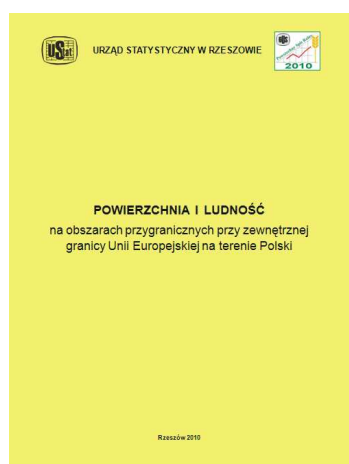 USat
URZĄD STATYSTYCZNY W RZESZOWIE
2010
POWIERZCHNIA I LUDNOŚĆ
na obszarach przygranicznych przy zewnętrznej
granicy Unii Europejskiej na terenie Polski
Rzeszów 2010